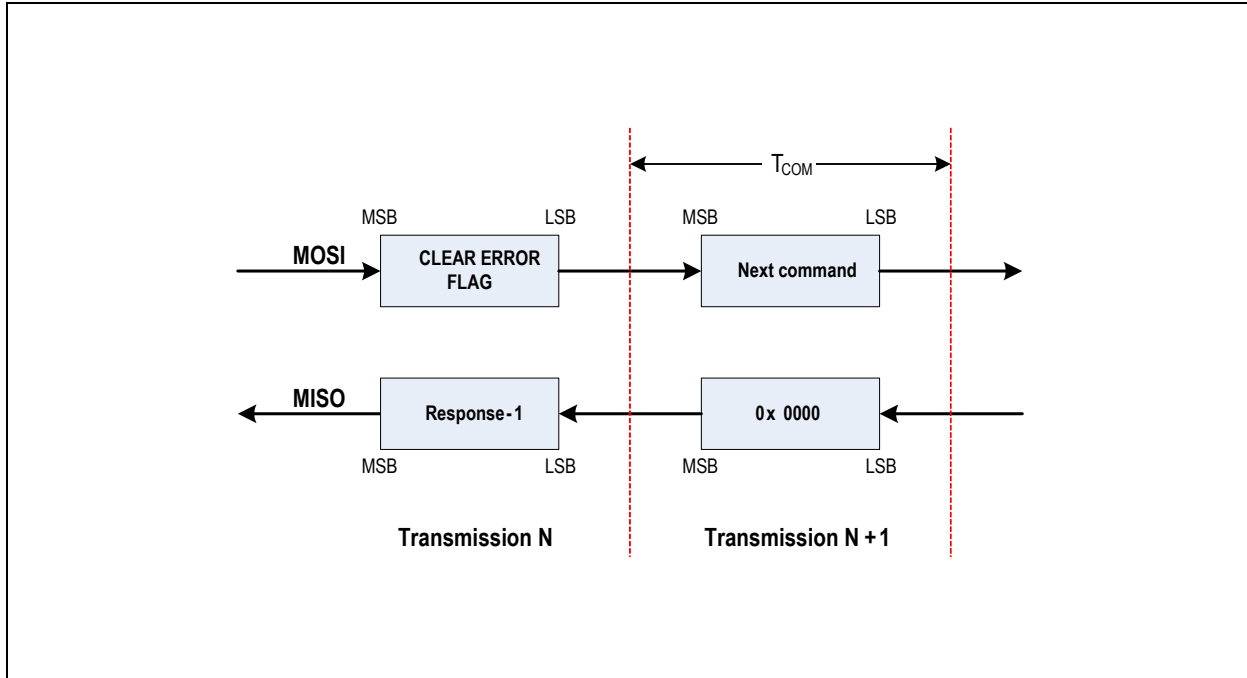 T_COM
MSB LSB MSB LSB
MOSI CLEAR ERROR Next command
FLAG
MISO Response-1 0x 0000
MSB LSB MSB LSB
Transmission N Transmission N+1